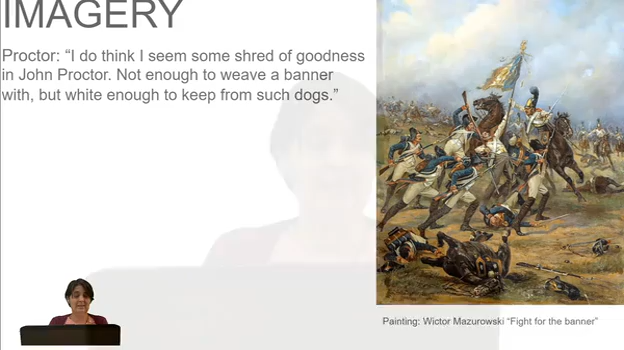 IMAGERY
Proctor: “I do think I seem some shred of goodness
in John Proctor. Not enough to weave a banner
with, but white enough to keep from such dogs.”
Painting: Wictor Mazurowski “Fight for the banner”